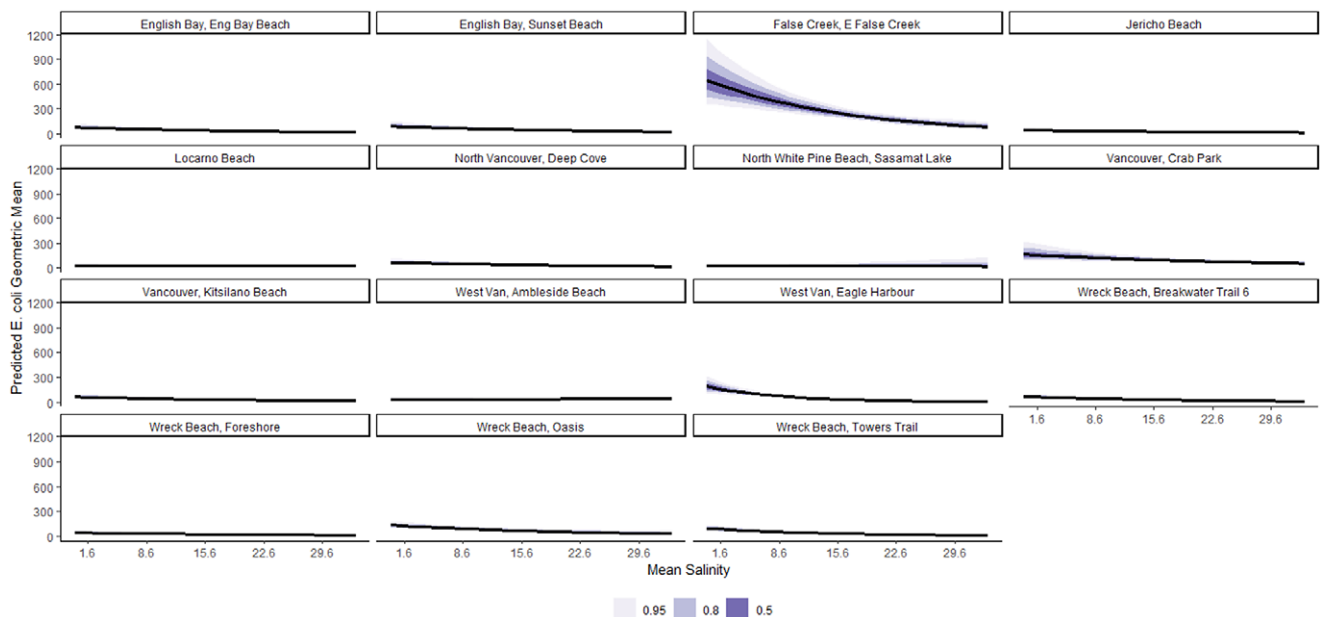 English Bay, Eng Bay Beach
English Bay, Sunset Beach
False Creek, E False Creek
Jericho Beach
1200
900
600
300
0
Locarno Beach
North Vancouver, Deep Cove
North White Pine Beach, Sasamat Lake
Vancouver, Crab Park
1200
900
600
300
0
Predicted E. coli Geometric Mean
Vancouver, Kitsilano Beach
West Van, Ambleside Beach
West Van, Eagle Harbour
Wreck Beach, Breakwater Trail 6
1200
900
600
300
0
1.6 8.6 15.6 22.6 29.6
Wreck Beach, Foreshore
Wreck Beach, Oasis
Wreck Beach, Towers Trail
1200
900
600
300
0
1.6 8.6 15.6 22.6 29.6
1.6 8.6 15.6 22.6 29.6
1.6 8.6 15.6 22.6 29.6
Mean Salinity
0.95 0.8 0.5